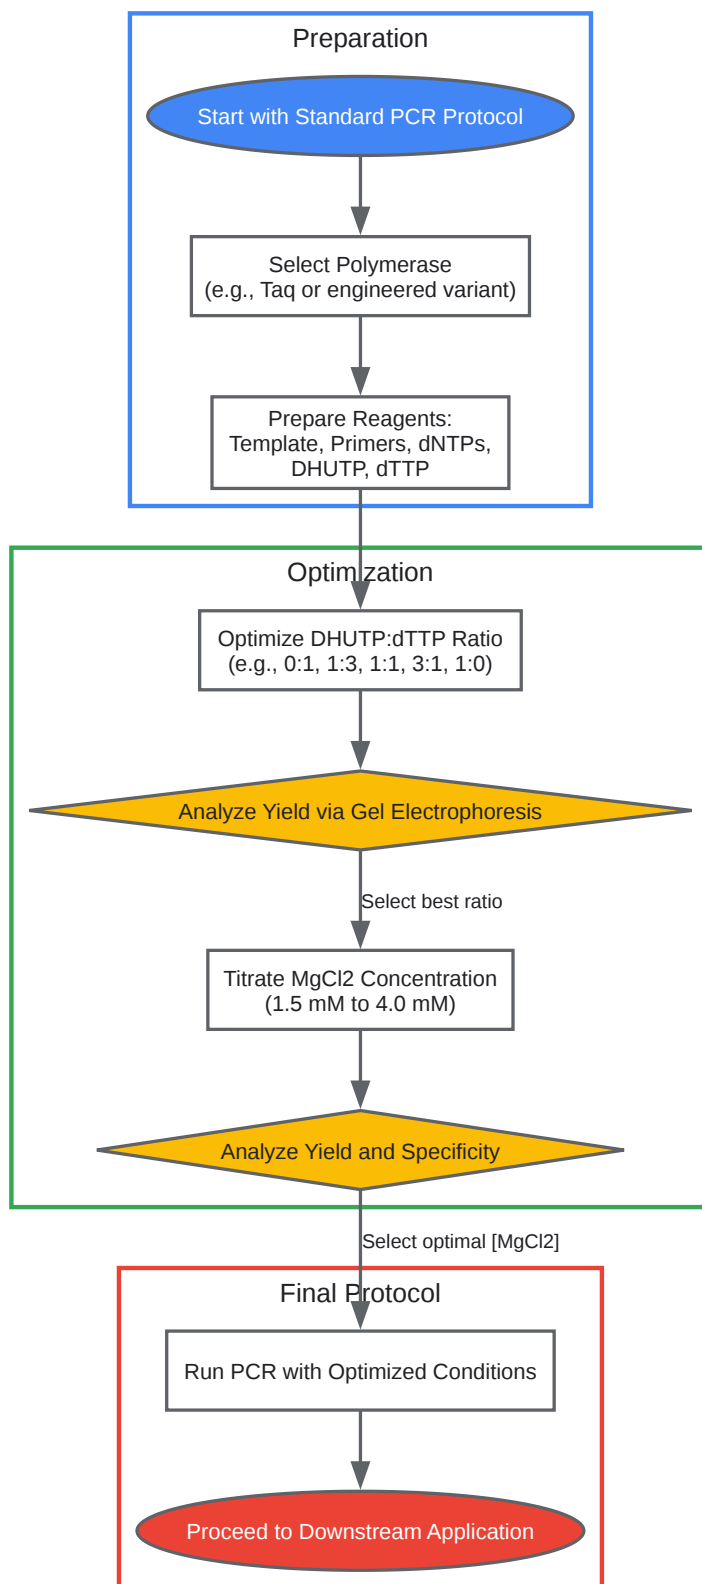 Preparation
Start with Standard PCR Protocol
Select Polymerase
(e.g., Taq or engineered variant)
Prepare Reagents:
Template, Primers, dNTPs,
DHUTP, dTTP
Optimization
Optimize DHUTP:dTTP Ratio
(e.g., 0:1, 1:3, 1:1, 3:1, 1:0)
Analyze Yield via Gel Electrophoresis
Select best ratio
Titrate MgCl2 Concentration
(1.5 mM to 4.0 mM)
Analyze Yield and Specificity
Select optimal [MgCl2]
Final Protocol
Run PCR with Optimized Conditions
Proceed to Downstream Application